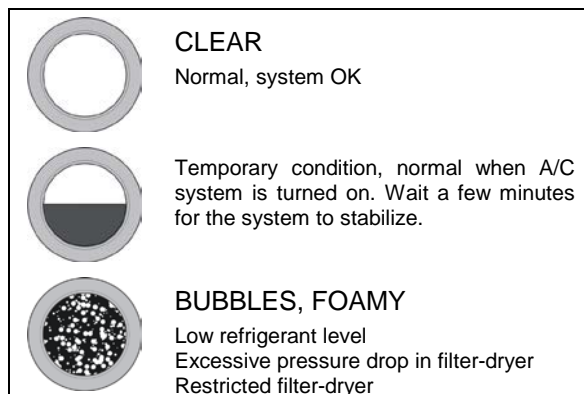 CLEAR
Normal, system OK
Temporary condition, normal when A/C
system is turned on. Wait a few minutes
for the system to stabilize.
BUBBLES, FOAMY
Low refrigerant level
Excessive pressure drop in filter-dryer
Restricted filter-dryer